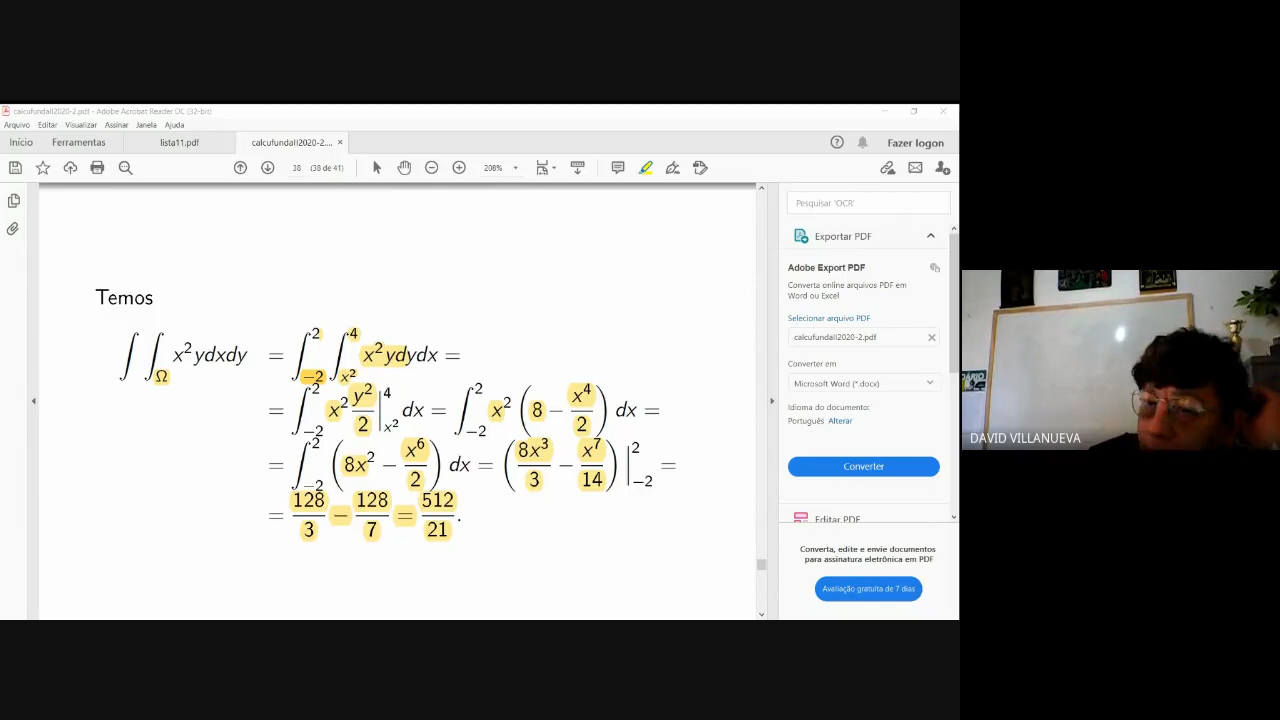 calcufundaII2020-2.pdf - Adobe Acrobat Reader DC (32-bit)
Arquivo Editar Visualizar Assinar Janela Ajuda
Início Ferramentas lista11.pdf calcufundaII2020-2.... × Fazer logon
38 (38 de 41) 208%
Pesquisar 'OCR'
Exportar PDF
Adobe Export PDF
Converta online arquivos PDF em
Word ou Excel
Selecionar arquivo PDF
calcufundaII2020-2.pdf
Converter em
Microsoft Word (*.docx)
Idioma do documento:
Português Alterar
Converter
Editar PDF
Converta, edite e envie documentos
para assinatura eletrônica em PDF
Avaliação gratuita de 7 dias
Temos
∫∫_Ω x² y dx dy = ∫_{−2}^{2} ∫_{x²}^{4} x² ydydx =
= ∫_{−2}^{2} x² y²/2 |_{x²}^{4} dx = ∫_{−2}^{2} x² (8 − x⁴/2) dx =
= ∫_{−2}^{2} (8x² − x⁶/2) dx = (8x³/3 − x⁷/14) |_{−2}^{2} =
= 128/3 − 128/7 = 512/21.
DAVID VILLANUEVA